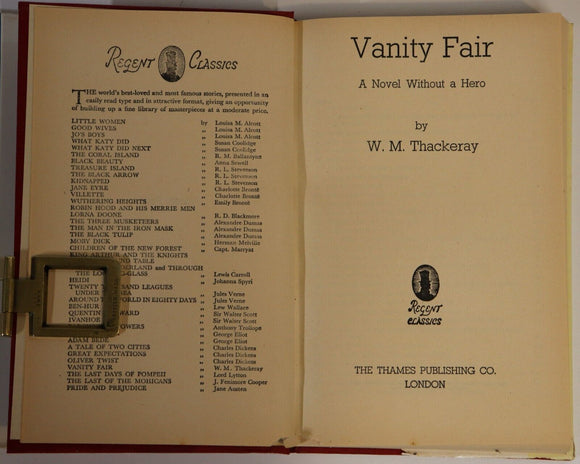 REGENT CLASSICS
THE world's best-loved and most famous stories, presented in an
easily read type and in attractive format, giving an opportunity
of building up a fine library of masterpieces at a moderate price.
LITTLE WOMEN by Louisa M. Alcott
GOOD WIVES „ Louisa M. Alcott
JO'S BOYS „ Louisa M. Alcott
WHAT KATY DID „ Susan Coolidge
WHAT KATY DID NEXT „ Susan Coolidge
THE CORAL ISLAND „ R. M. Ballantyne
BLACK BEAUTY „ Anna Sewell
TREASURE ISLAND „ R. L. Stevenson
THE BLACK ARROW „ R. L. Stevenson
KIDNAPPED „ R. L. Stevenson
JANE EYRE „ Charlotte Brontë
VILLETTE „ Charlotte Brontë
WUTHERING HEIGHTS „ Emily Brontë
ROBIN HOOD AND HIS MERRIE MEN
LORNA DOONE „ R. D. Blackmore
THE THREE MUSKETEERS „ Alexandre Dumas
THE MAN IN THE IRON MASK „ Alexandre Dumas
THE BLACK TULIP „ Alexandre Dumas
MOBY DICK „ Herman Melville
CHILDREN OF THE NEW FOREST „ Capt. Marryat
KING ARTHUR AND THE KNIGHTS
TABLE
and THROUGH
THE GLASS „ Lewis Carroll
HEIDI „ Johanna Spyri
TWENTY LEAGUES
UNDER „ Jules Verne
AROUND WORLD IN EIGHTY DAYS „ Jules Verne
BEN-HUR „ Lew Wallace
QUENTIN „ Sir Walter Scott
IVANHOE „ Sir Walter Scott
„ Anthony Trollope
„ George Eliot
ADAM BEDE „ George Eliot
A TALE OF TWO CITIES „ Charles Dickens
GREAT EXPECTATIONS „ Charles Dickens
OLIVER TWIST „ Charles Dickens
VANITY FAIR „ W. M. Thackeray
THE LAST DAYS OF POMPEII „ Lord Lytton
THE LAST OF THE MOHICANS „ J. Fenimore Cooper
PRIDE AND PREJUDICE „ Jane Austen
Vanity Fair
A Novel Without a Hero
by
W. M. Thackeray
REGENT
CLASSICS
THE THAMES PUBLISHING CO.
LONDON